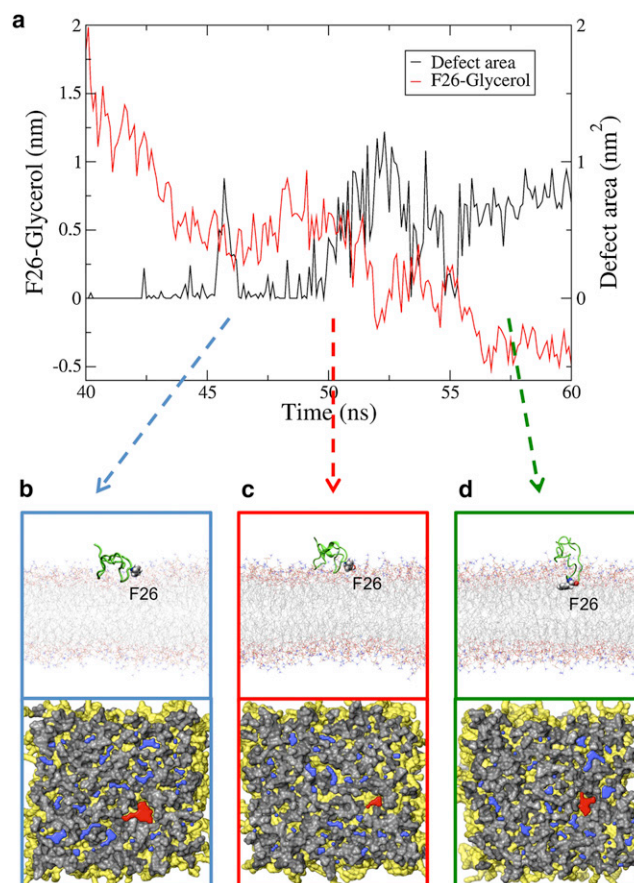 a
2
1.5
1
0.5
0
-0.5
F26-Glycerol (nm)
Defect area
F26-Glycerol
2
1
0
Defect area (nm²)
40
45
50
55
60
Time (ns)
b
c
d
F26
F26
F26